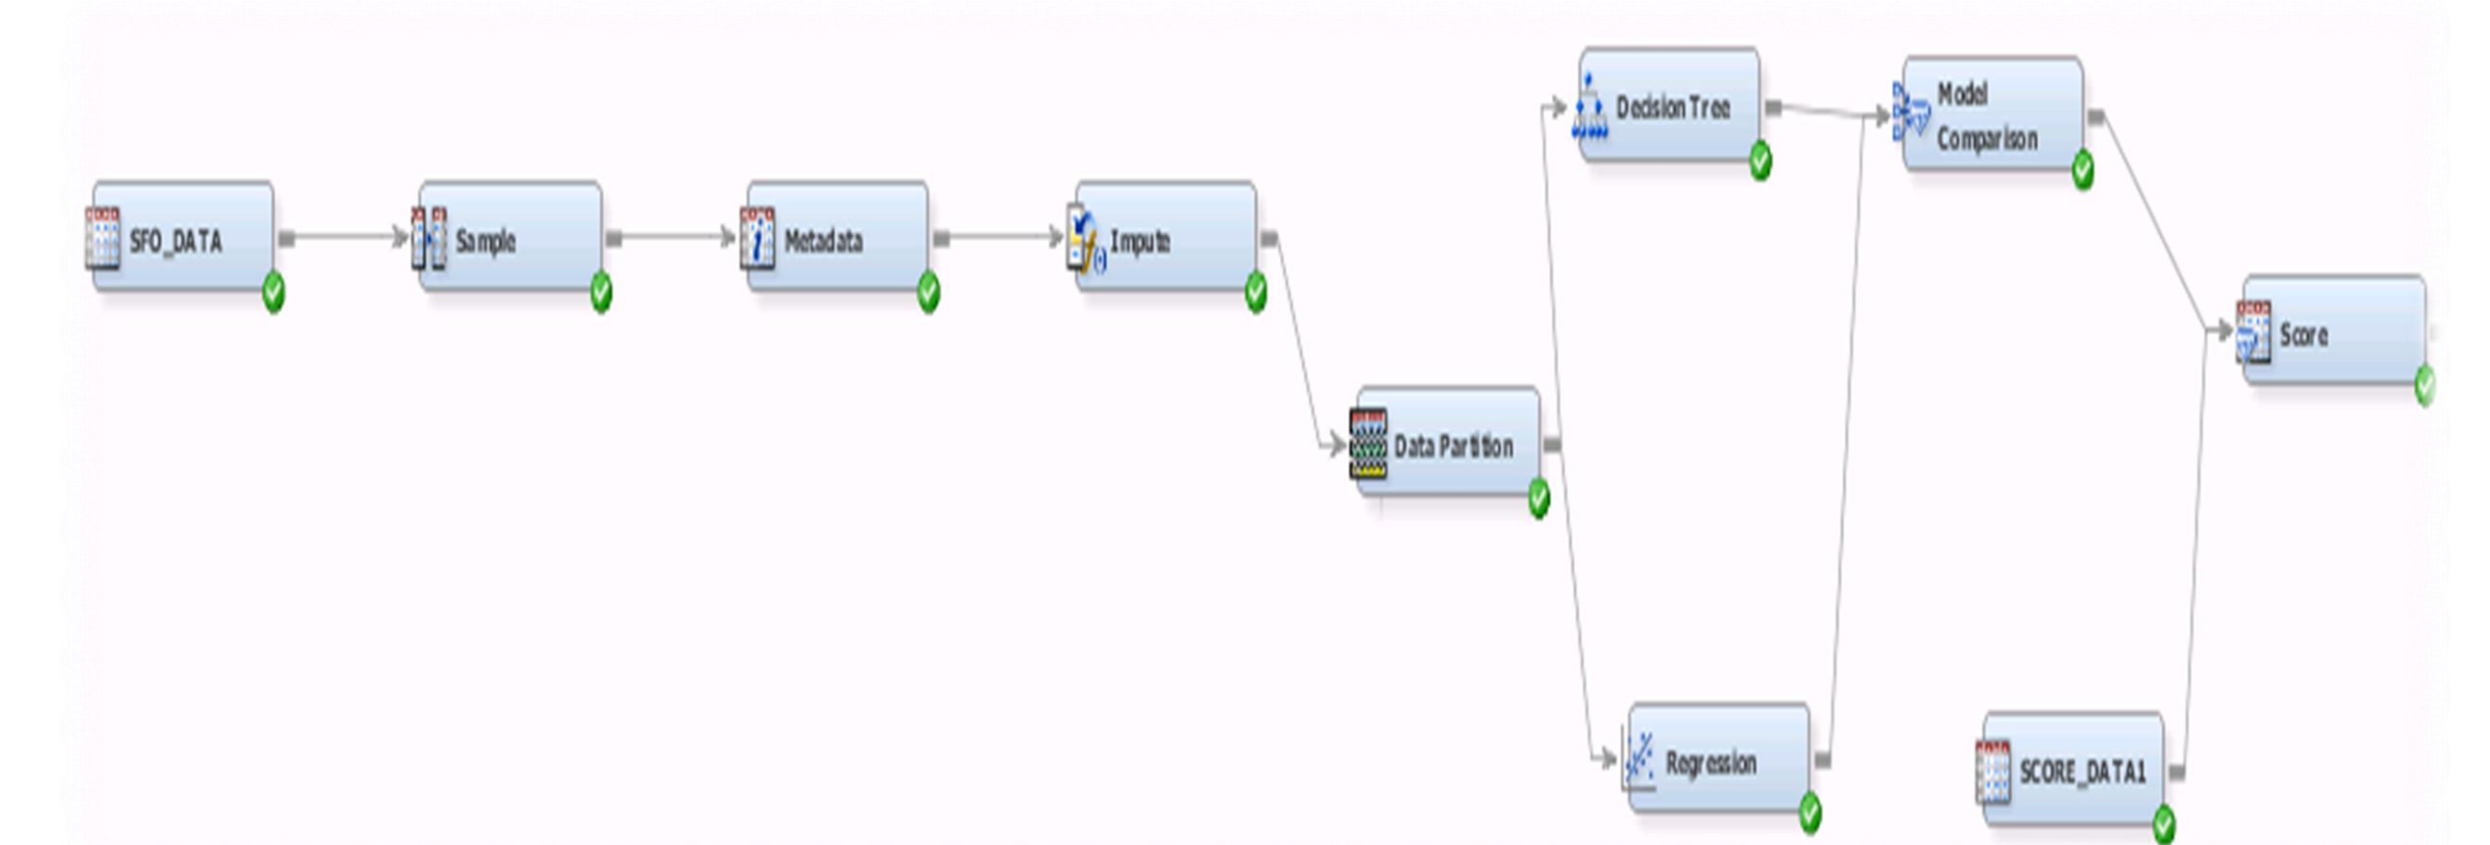 SFO_DATA
Sample
Metadata
Impute
Data Partition
Decision Tree
Model
Comparison
Regression
SCORE_DATA1
Score